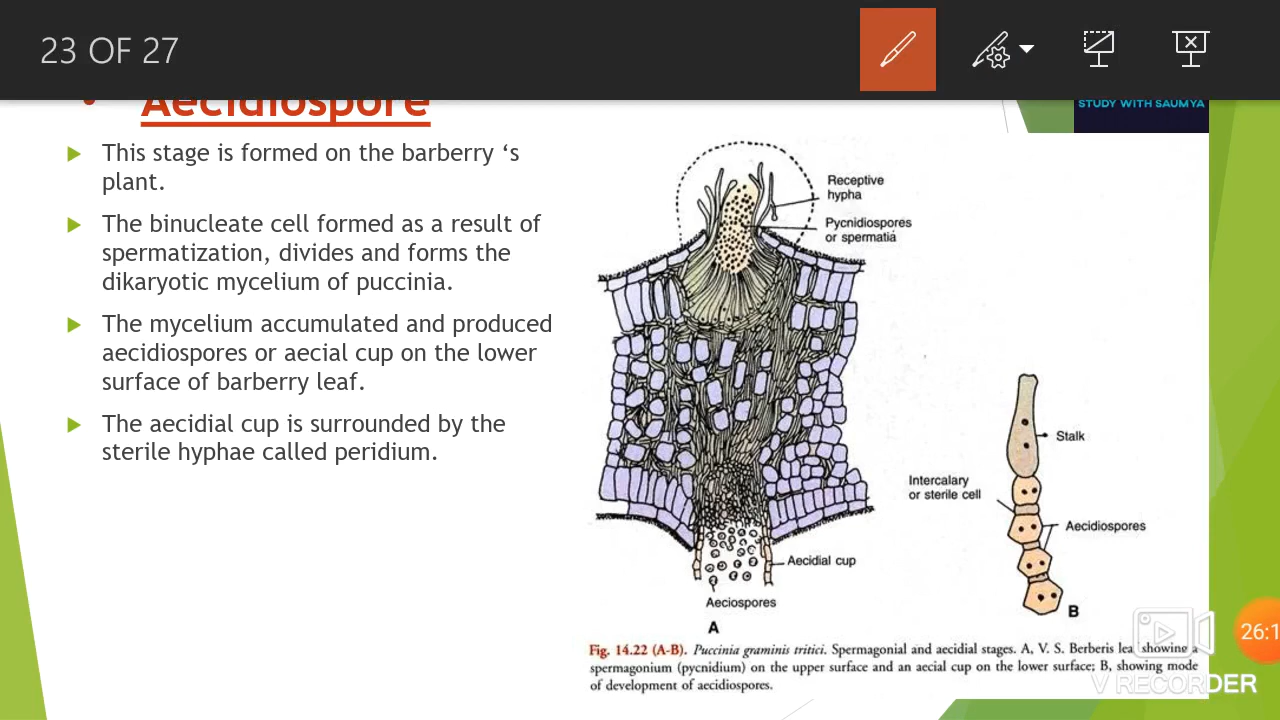 23 OF 27
Aecidiospore
STUDY WITH SAUMYA
This stage is formed on the barberry ‘s
plant.
The binucleate cell formed as a result of
spermatization, divides and forms the
dikaryotic mycelium of puccinia.
The mycelium accumulated and produced
aecidiospores or aecial cup on the lower
surface of barberry leaf.
The aecidial cup is surrounded by the
sterile hyphae called peridium.
Receptive
hypha
Pycnidiospores
or spermatia
Stalk
Intercalary
or sterile cell
Aecidiospores
Aecidial cup
Aeciospores
A
B
Fig. 14.22 (A-B). Puccinia graminis tritici. Spermagonial and aecidial stages. A, V. S. Berberis lea showing a
spermagonium (pycnidium) on the upper surface and an aecial cup on the lower surface; B, showing mode
of development of aecidiospores.
26:1
V RECORDER